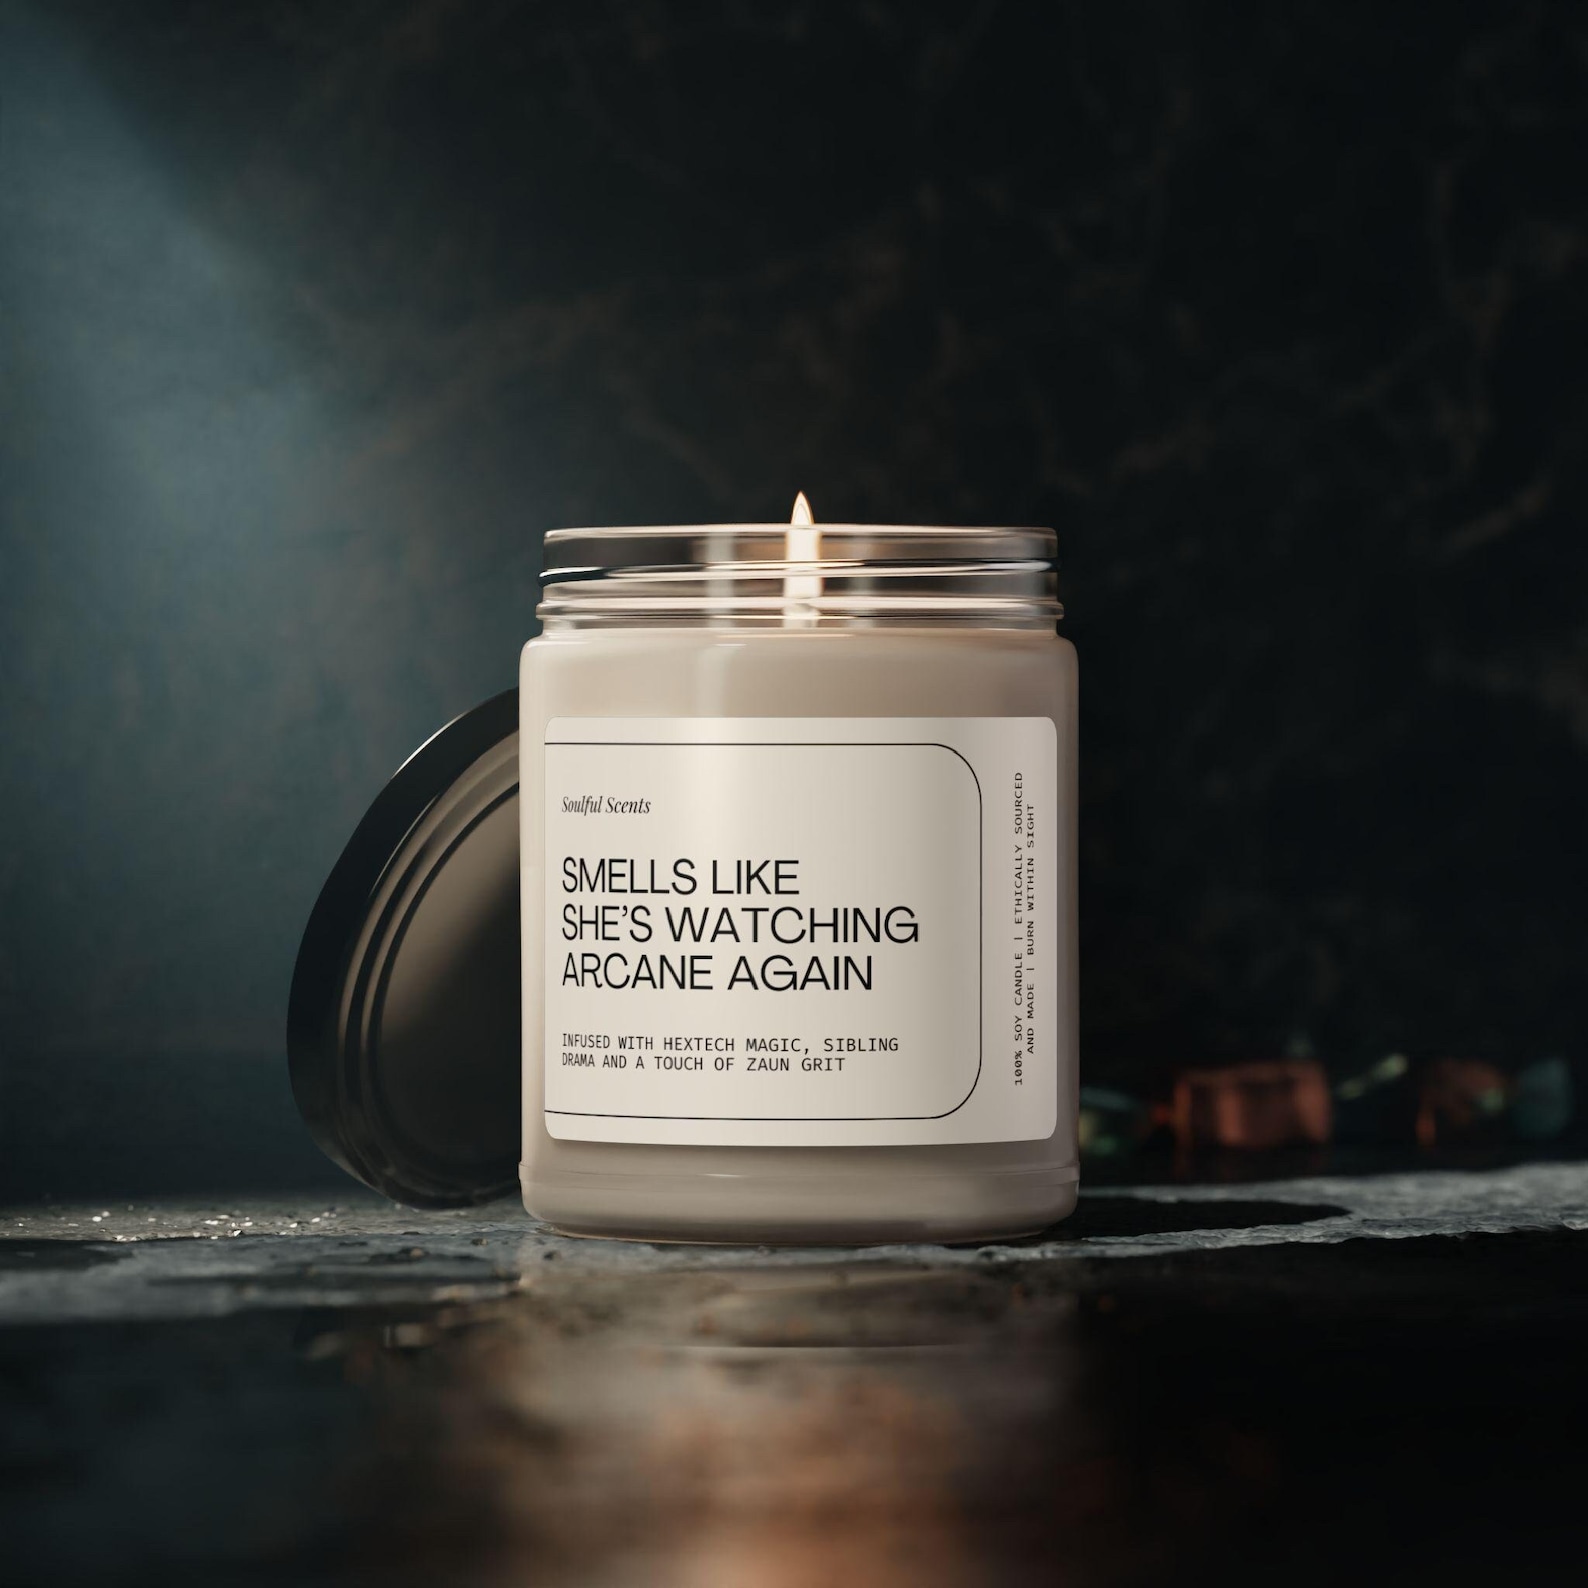 Soulful Scents
SMELLS LIKE
SHE'S WATCHING
ARCANE AGAIN
INFUSED WITH HEXTECH MAGIC, SIBLING
DRAMA AND A TOUCH OF ZAUN GRIT
100% SOY CANDLE | ETHICALLY SOURCED
AND MADE | BURN WITHIN SIGHT